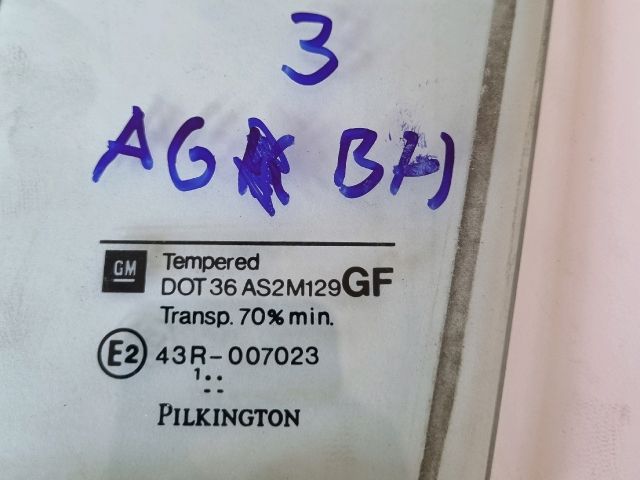 3
AG BH
GM Tempered
DOT 36 AS2M129 GF
Transp. 70% min.
E2 43R-007023
1::
PILKINGTON